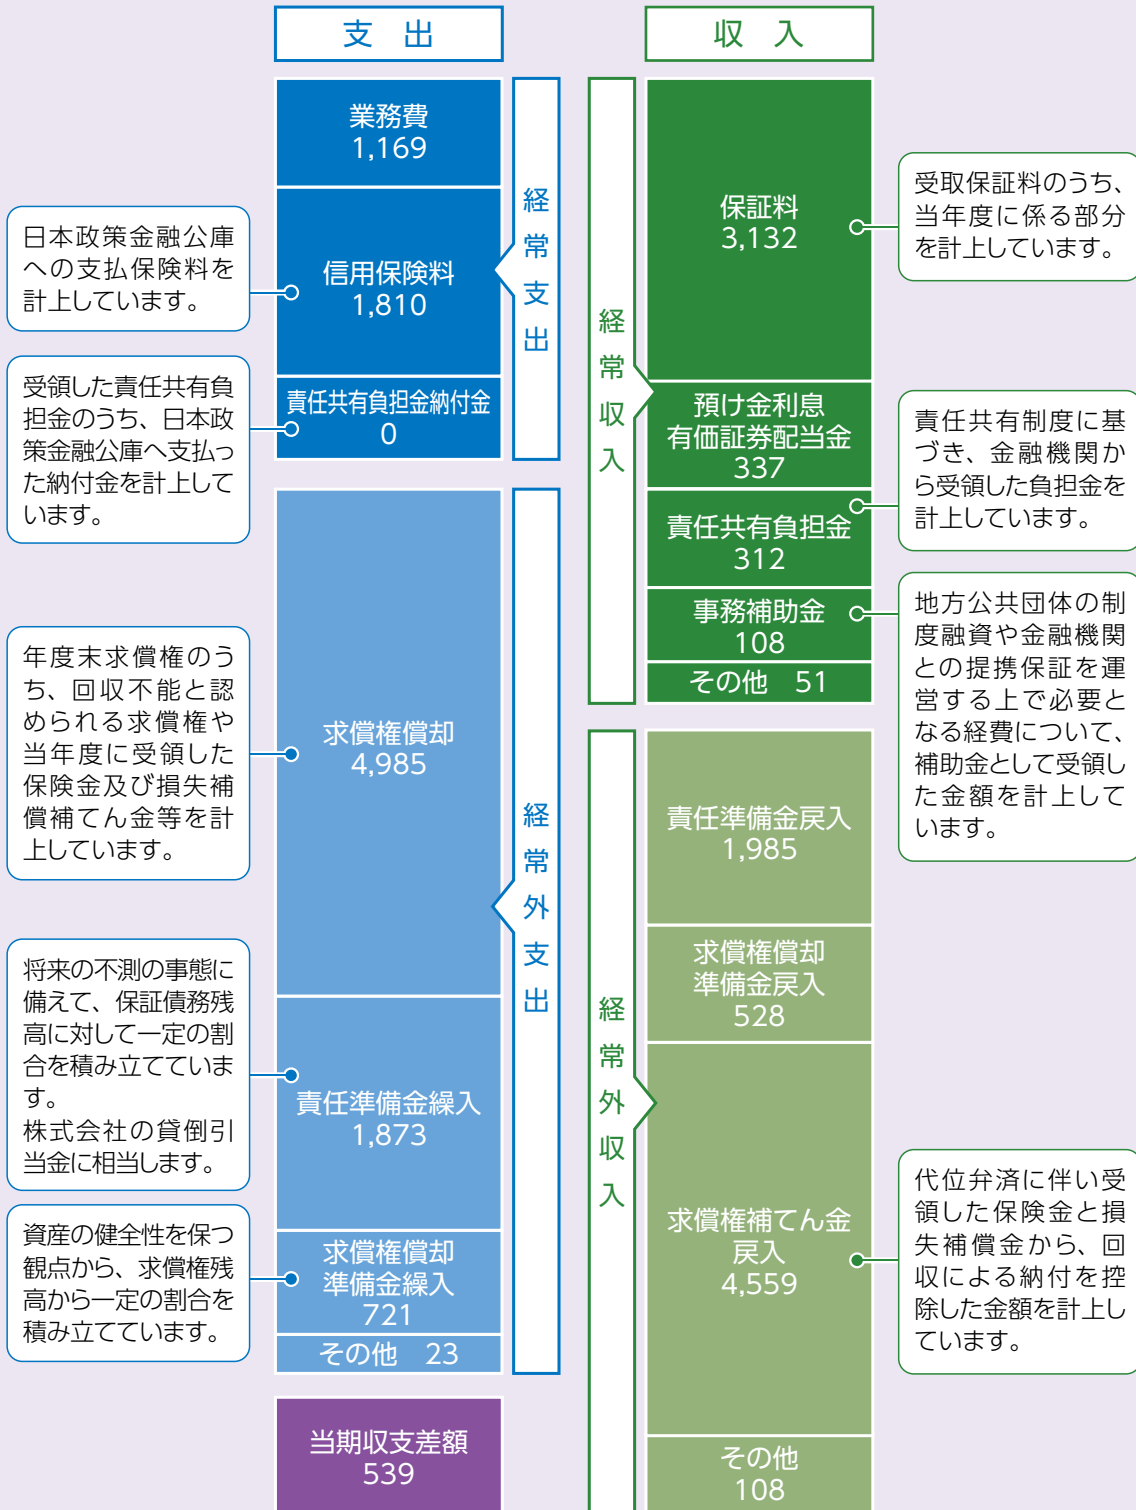 支出
収入
業務費
1,169
信用保険料
1,810
責任共有負担金納付金
0
経常支出
日本政策金融公庫
への支払保険料を
計上しています。
受領した責任共有負
担金のうち、日本政
策金融公庫へ支払っ
た納付金を計上して
います。
求償権償却
4,985
責任準備金繰入
1,873
求償権償却
準備金繰入
721
その他 23
経常外支出
年度末求償権のう
ち、回収不能と認
められる求償権や
当年度に受領した
保険金及び損失補
償補てん金等を計
上しています。
将来の不測の事態に
備えて、保証債務残
高に対して一定の割
合を積み立てていま
す。
株式会社の貸倒引
当金に相当します。
資産の健全性を保つ
観点から、求償権残
高から一定の割合を
積み立てています。
当期収支差額
539
経常収入
保証料
3,132
預け金利息
有価証券配当金
337
責任共有負担金
312
事務補助金
108
その他 51
受取保証料のうち、
当年度に係る部分
を計上しています。
責任共有制度に基
づき、金融機関か
ら受領した負担金を
計上しています。
地方公共団体の制
度融資や金融機関
との提携保証を運
営する上で必要と
なる経費について、
補助金として受領し
た金額を計上して
います。
経常外収入
責任準備金戻入
1,985
求償権償却
準備金戻入
528
求償権補てん金
戻入
4,559
その他
108
代位弁済に伴い受
領した保険金と損
失補償金から、回
収による納付を控
除した金額を計上し
ています。